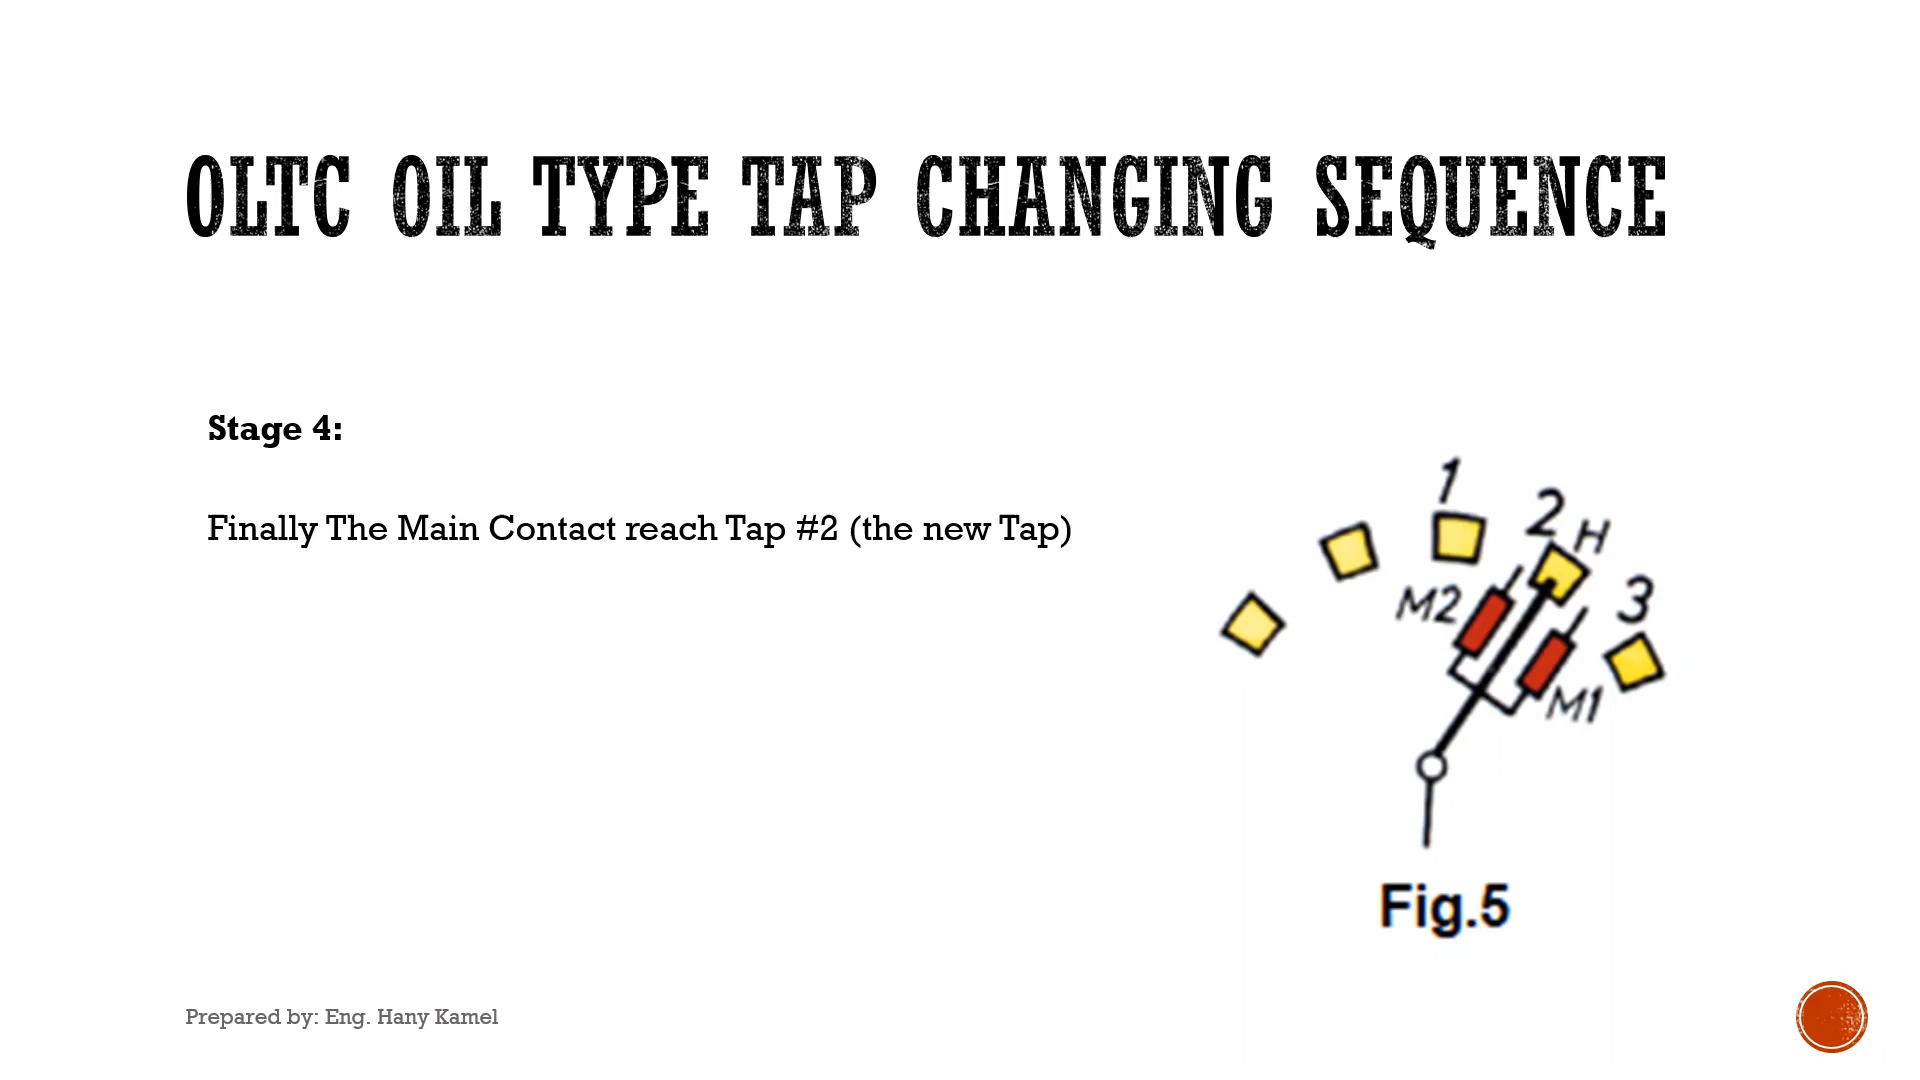 OLTC OIL TYPE TAP CHANGING SEQUENCE
Stage 4:
Finally The Main Contact reach Tap #2 (the new Tap)
1
2 H
3
M2
M1
Fig.5
Prepared by: Eng. Hany Kamel